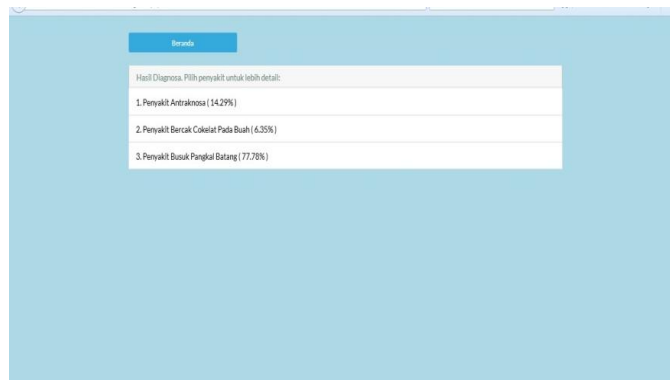 Beranda
Hasil Diagnosa. Pilih penyakit untuk lebih detail:
1. Penyakit Antraknosa ( 14.29% )
2. Penyakit Bercak Cokelat Pada Buah ( 6.35% )
3. Penyakit Busuk Pangkal Batang ( 77.78% )